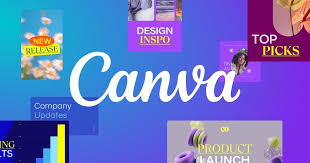 NEW
RELEASE
DESIGN
INSPO
TOP
PICKS
Canva
Company
Updates
PRODUCT
LAUNCH